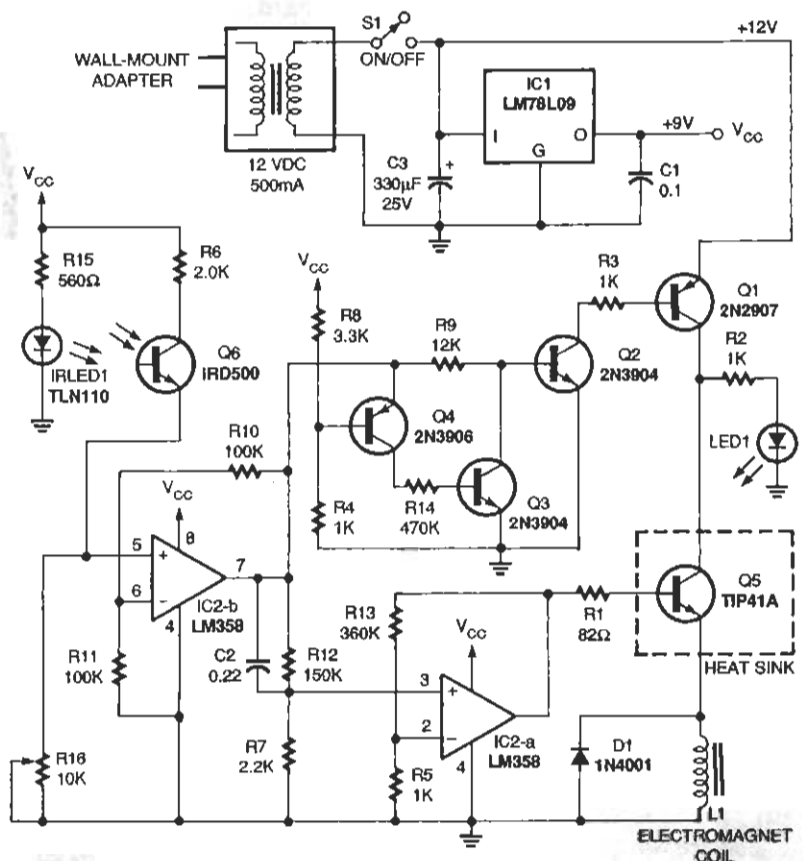 S1
ON/OFF
+12V
WALL-MOUNT
ADAPTER
12 VDC
500mA
IC1
LM78L09
I
O
G
+9V
VCC
C3
330µF
25V
+
C1
0.1
VCC
R15
560Ω
R6
2.0K
IRLED1
TLN110
Q6
IRD500
VCC
R8
3.3K
R9
12K
R3
1K
Q1
2N2907
Q2
2N3904
R2
1K
LED1
Q4
2N3906
R4
1K
R14
470K
Q3
2N3904
R10
100K
VCC
8
5
+
6
−
7
4
IC2-b
LM358
R11
100K
C2
0.22
R12
150K
R13
360K
VCC
R1
82Ω
Q5
TIP41A
HEAT SINK
3
+
2
−
4
IC2-a
LM358
R16
10K
R7
2.2K
R5
1K
D1
1N4001
L1
ELECTROMAGNET
COIL